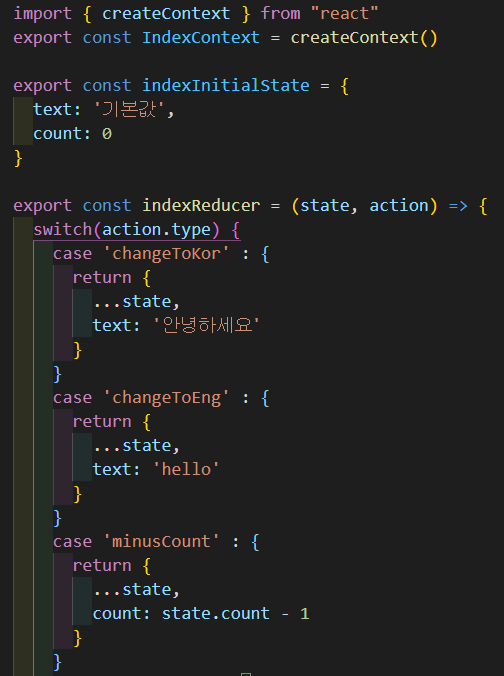 import { createContext } from "react"
export const IndexContext = createContext()
export const indexInitialState = {
text: '기본값',
count: 0
}
export const indexReducer = (state, action) => {
switch(action.type) {
case 'changeToKor' : {
return {
...state,
text: '안녕하세요'
}
}
case 'changeToEng' : {
return {
...state,
text: 'hello'
}
}
case 'minusCount' : {
return {
...state,
count: state.count - 1
}
}